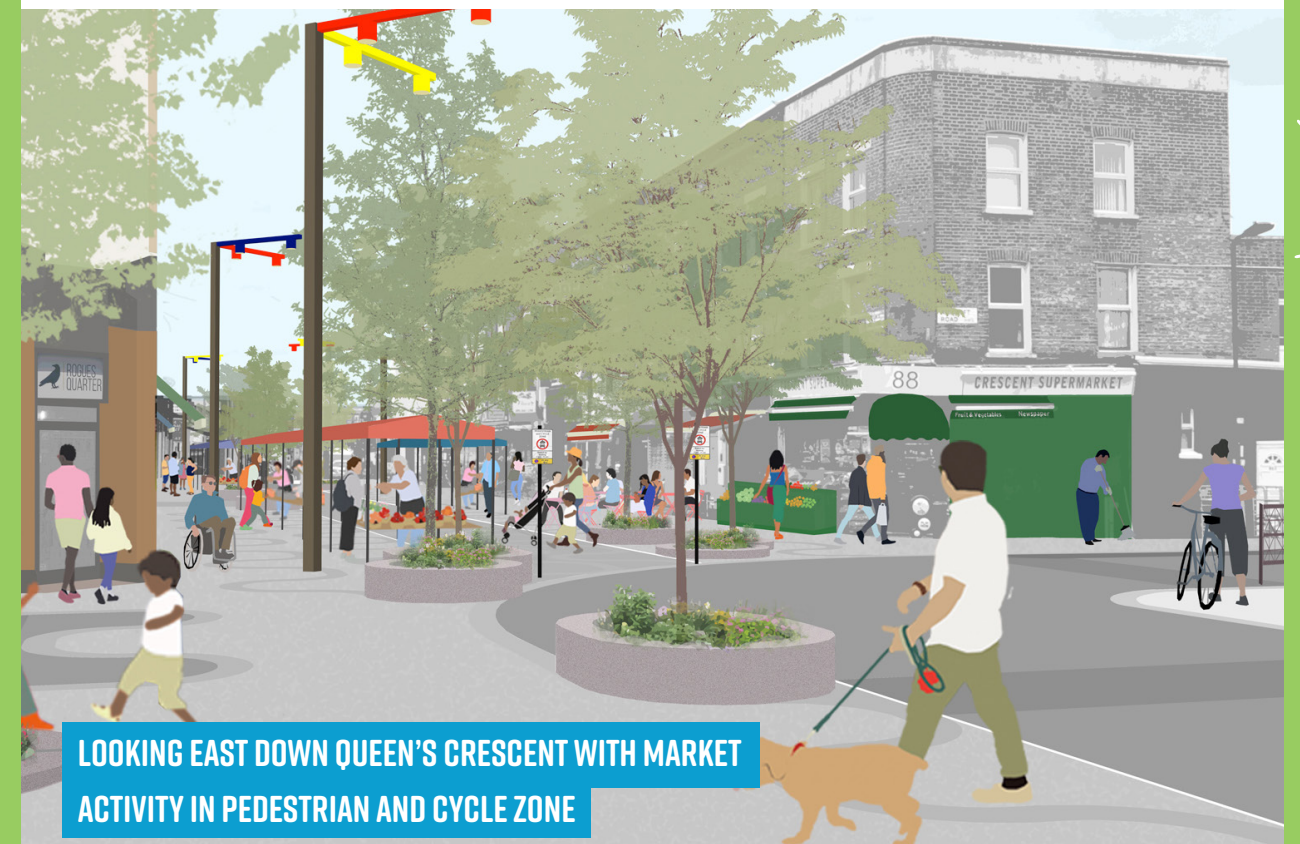 ROGUES
QUARTER
88
CRESCENT SUPERMARKET
Fruit & Vegetables Newspaper
LOOKING EAST DOWN QUEEN'S CRESCENT WITH MARKET
ACTIVITY IN PEDESTRIAN AND CYCLE ZONE